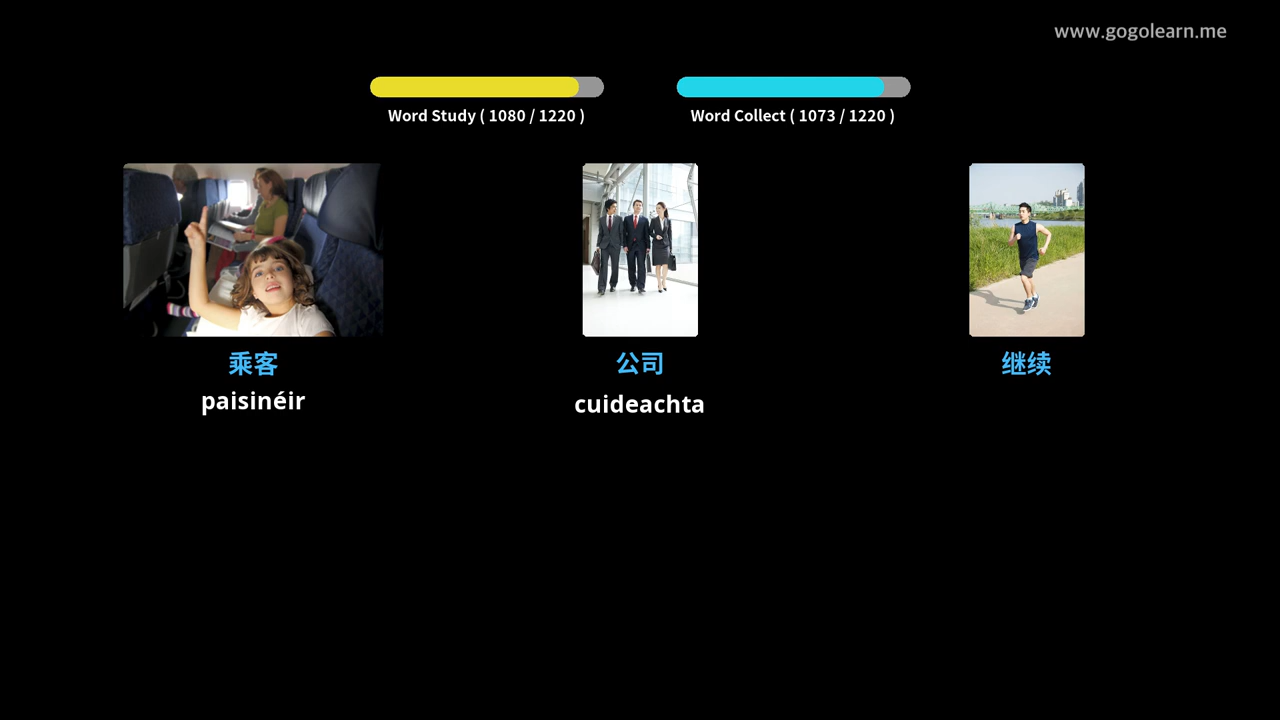 www.gogolearn.me
Word Study ( 1080 / 1220 )
Word Collect ( 1073 / 1220 )
乘客
公司
继续
paisinéir
cuideachta